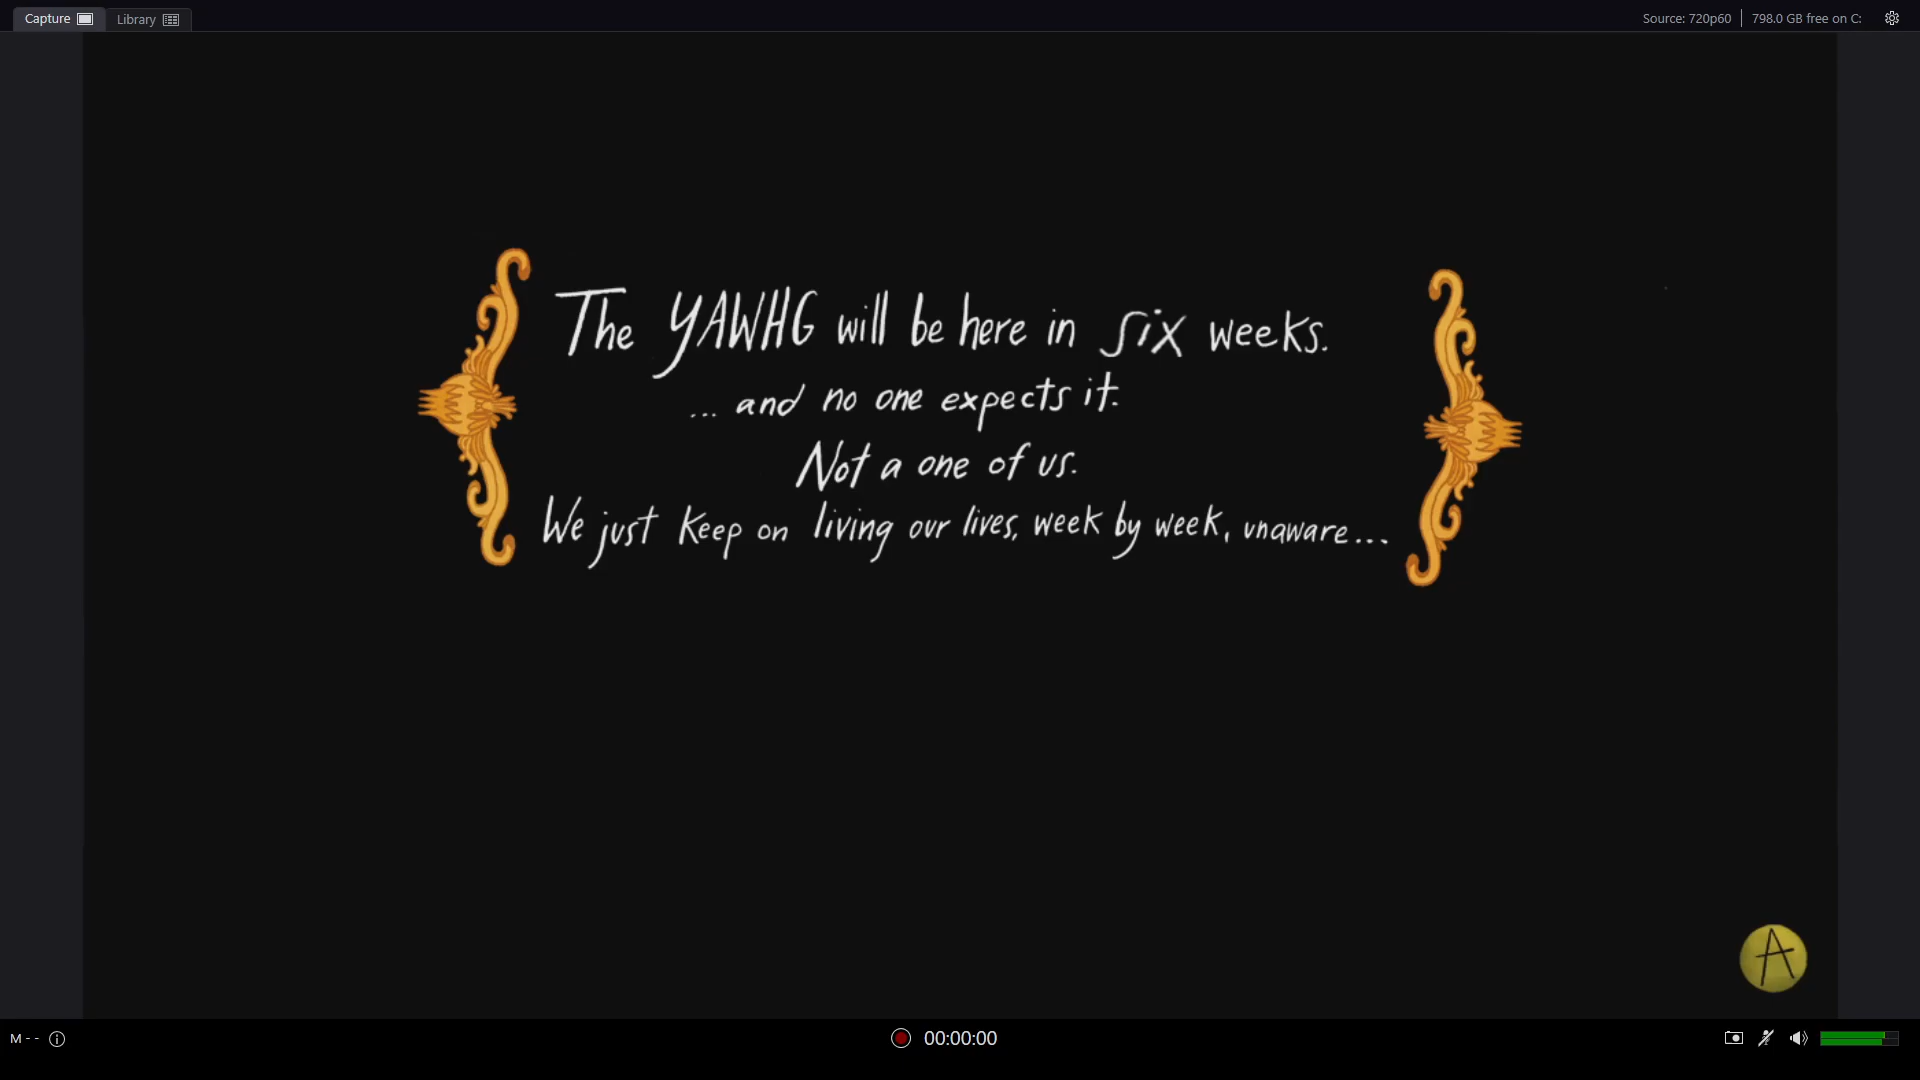 Capture Library Source: 720p60 798.0 GB free on C:
The YAWHG will be here in six weeks.
... and no one expects it.
Not a one of us.
We just keep on living our lives, week by week, unaware...
A
M - - 00:00:00